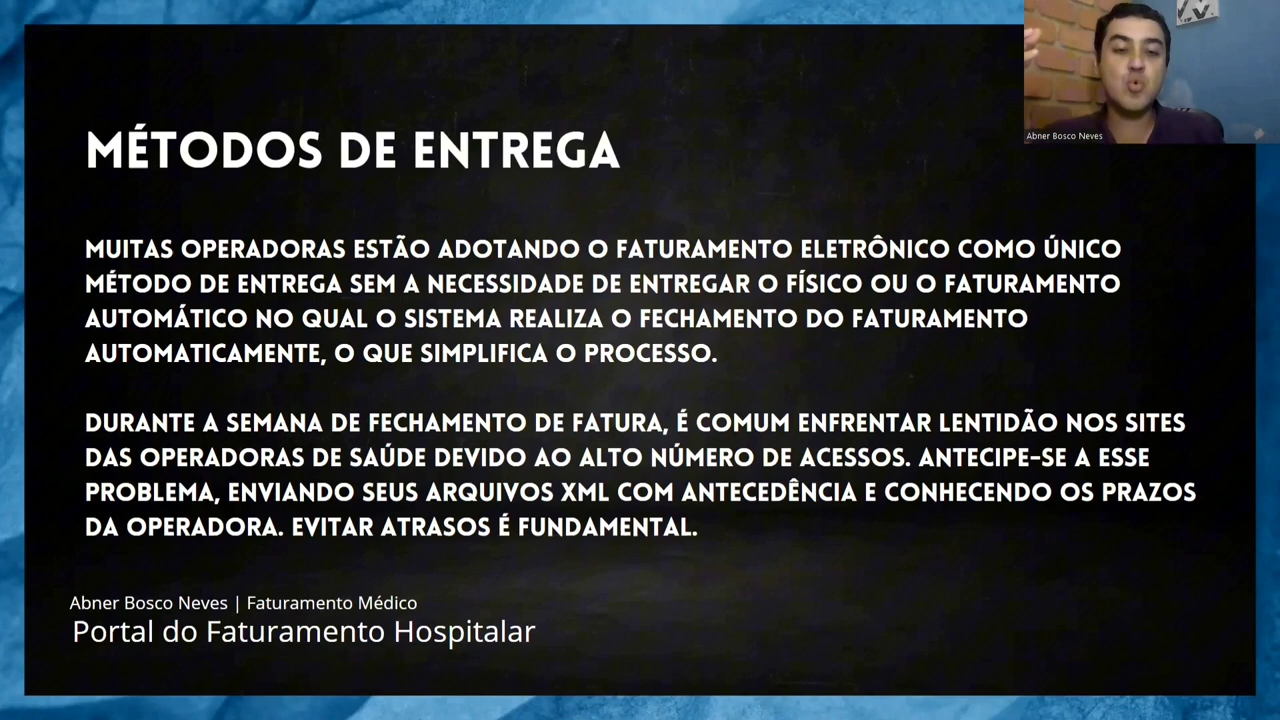 Abner Bosco Neves
MÉTODOS DE ENTREGA
MUITAS OPERADORAS ESTÃO ADOTANDO O FATURAMENTO ELETRÔNICO COMO ÚNICO
MÉTODO DE ENTREGA SEM A NECESSIDADE DE ENTREGAR O FÍSICO OU O FATURAMENTO
AUTOMÁTICO NO QUAL O SISTEMA REALIZA O FECHAMENTO DO FATURAMENTO
AUTOMATICAMENTE, O QUE SIMPLIFICA O PROCESSO.
DURANTE A SEMANA DE FECHAMENTO DE FATURA, É COMUM ENFRENTAR LENTIDÃO NOS SITES
DAS OPERADORAS DE SAÚDE DEVIDO AO ALTO NÚMERO DE ACESSOS. ANTECIPE-SE A ESSE
PROBLEMA, ENVIANDO SEUS ARQUIVOS XML COM ANTECEDÊNCIA E CONHECENDO OS PRAZOS
DA OPERADORA. EVITAR ATRASOS É FUNDAMENTAL.
Abner Bosco Neves | Faturamento Médico
Portal do Faturamento Hospitalar